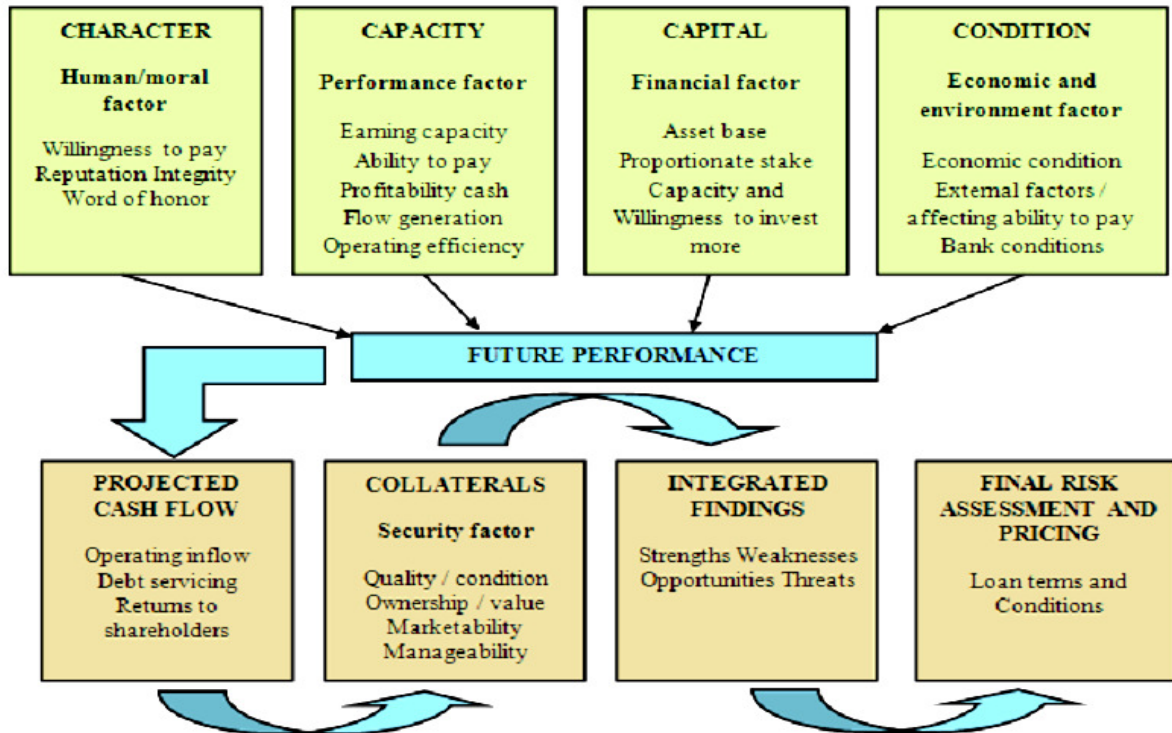 CHARACTER
Human/moral
factor
Willingness to pay
Reputation Integrity
Word of honor
CAPACITY
Performance factor
Earning capacity
Ability to pay
Profitability cash
Flow generation
Operating efficiency
CAPITAL
Financial factor
Asset base
Proportionate stake
Capacity and
Willingness to invest
more
CONDITION
Economic and
environment factor
Economic condition
External factors /
affecting ability to pay
Bank conditions
FUTURE PERFORMANCE
PROJECTED
CASH FLOW
Operating inflow
Debt servicing
Returns to
shareholders
COLLATERALS
Security factor
Quality / condition
Ownership / value
Marketability
Manageability
INTEGRATED
FINDINGS
Strengths Weaknesses
Opportunities Threats
FINAL RISK
ASSESSMENT AND
PRICING
Loan terms and
Conditions